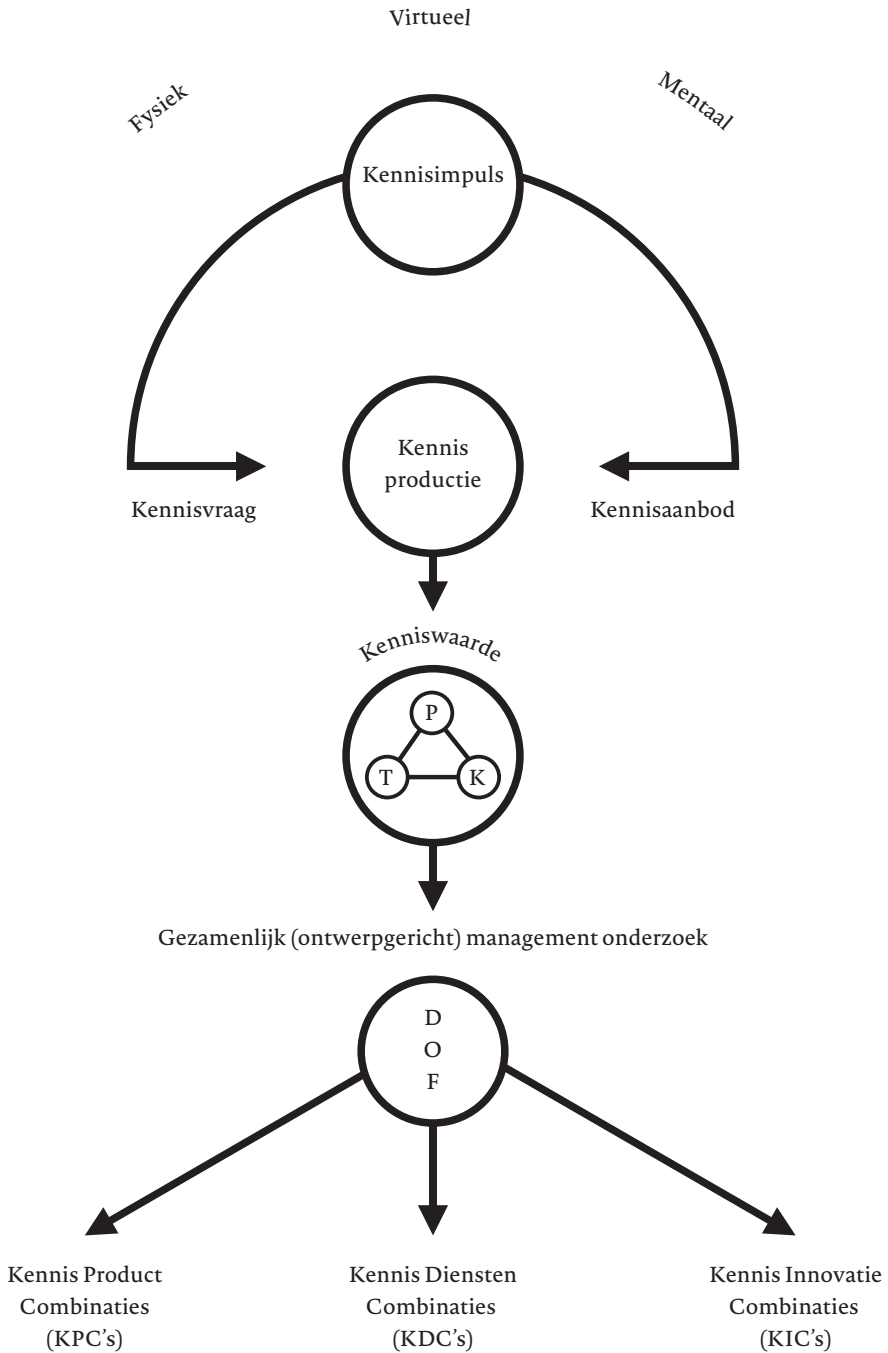 Virtueel
Fysiek
Mentaal
Kennisimpuls
Kennis
productie
Kennisvraag
Kennisaanbod
Kenniswaarde
P
T
K
Gezamenlijk (ontwerpgericht) management onderzoek
D
O
F
Kennis Product
Combinaties
(KPC’s)
Kennis Diensten
Combinaties
(KDC’s)
Kennis Innovatie
Combinaties
(KIC’s)